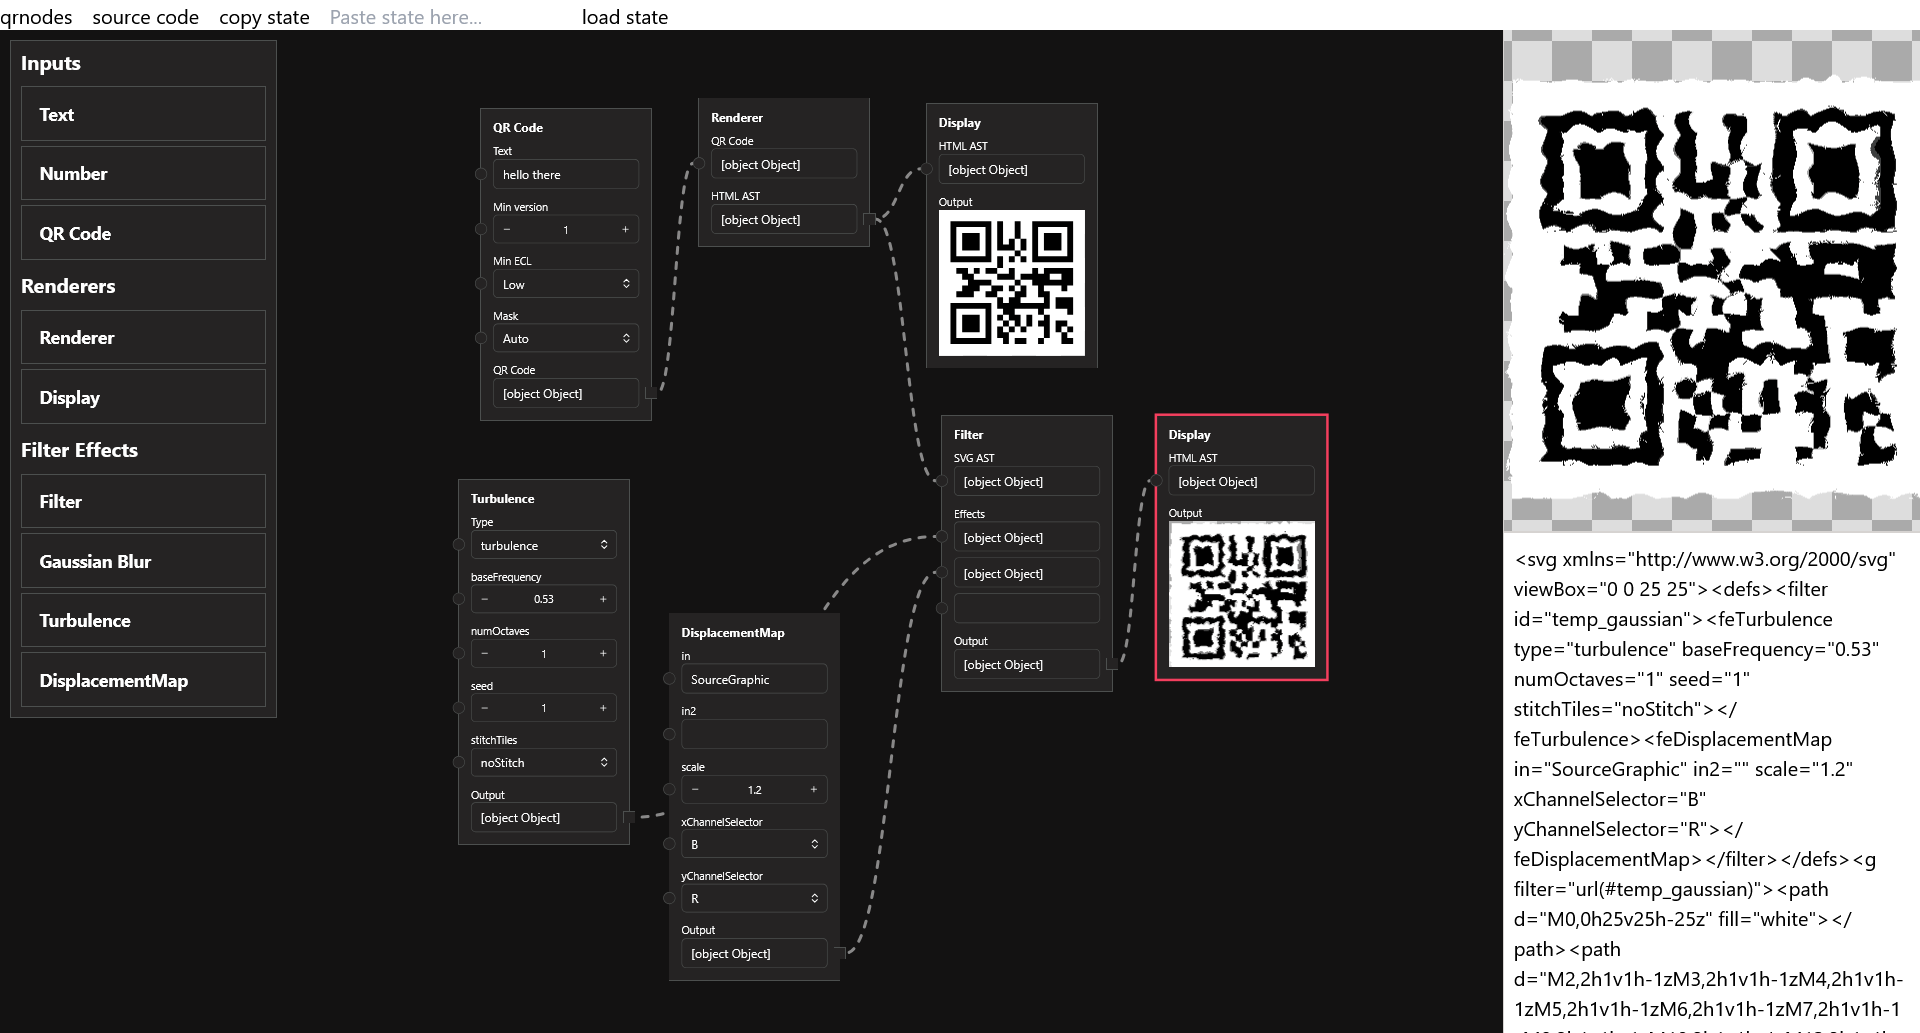 qrnodes source code copy state Paste state here... load state
Inputs
Text
Number
QR Code
Renderers
Renderer
Display
Filter Effects
Filter
Gaussian Blur
Turbulence
DisplacementMap
QR Code
Text
hello there
Min version
− 1 +
Min ECL
Low
Mask
Auto
QR Code
[object Object]
Renderer
QR Code
[object Object]
HTML AST
[object Object]
Display
HTML AST
[object Object]
Output
Turbulence
Type
turbulence
baseFrequency
− 0.53 +
numOctaves
− 1 +
seed
− 1 +
stitchTiles
noStitch
Output
[object Object]
DisplacementMap
in
SourceGraphic
in2
scale
− 1.2 +
xChannelSelector
B
yChannelSelector
R
Output
[object Object]
Filter
SVG AST
[object Object]
Effects
[object Object]
[object Object]
Output
[object Object]
Display
HTML AST
[object Object]
Output
<svg xmlns="http://www.w3.org/2000/svg"
viewBox="0 0 25 25"><defs><filter
id="temp_gaussian"><feTurbulence
type="turbulence" baseFrequency="0.53"
numOctaves="1" seed="1"
stitchTiles="noStitch"></
feTurbulence><feDisplacementMap
in="SourceGraphic" in2="" scale="1.2"
xChannelSelector="B"
yChannelSelector="R"></
feDisplacementMap></filter></defs><g
filter="url(#temp_gaussian)"><path
d="M0,0h25v25h-25z" fill="white"></
path><path
d="M2,2h1v1h-1zM3,2h1v1h-1zM4,2h1v1h-
1zM5,2h1v1h-1zM6,2h1v1h-1zM7,2h1v1h-1